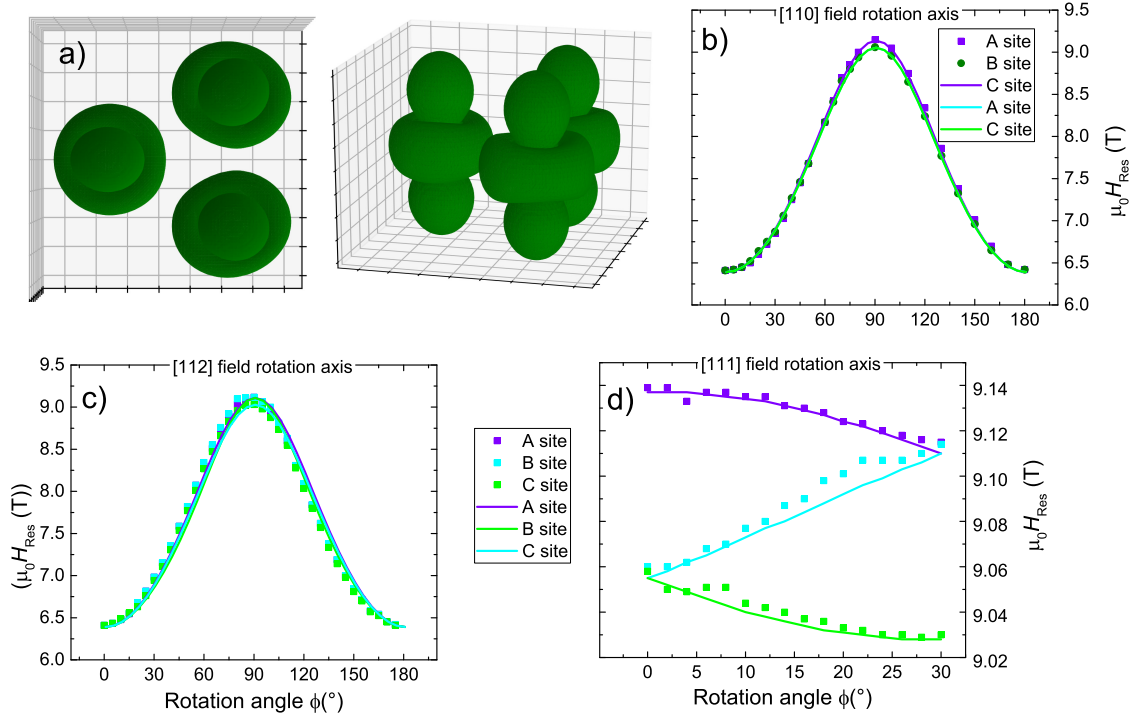 a)
b)
[110] field rotation axis
A site
B site
C site
A site
C site
9.5
9.0
8.5
8.0
7.5
7.0
6.5
6.0
μ₀H_Res (T)
0 30 60 90 120 150 180
c)
[112] field rotation axis
9.5
9.0
8.5
8.0
7.5
7.0
6.5
6.0
(μ₀H_Res (T))
0 30 60 90 120 150 180
Rotation angle ϕ(°)
A site
B site
C site
A site
B site
C site
d)
[111] field rotation axis
9.14
9.12
9.10
9.08
9.06
9.04
9.02
μ₀H_Res (T)
0 5 10 15 20 25 30
Rotation angle ϕ(°)